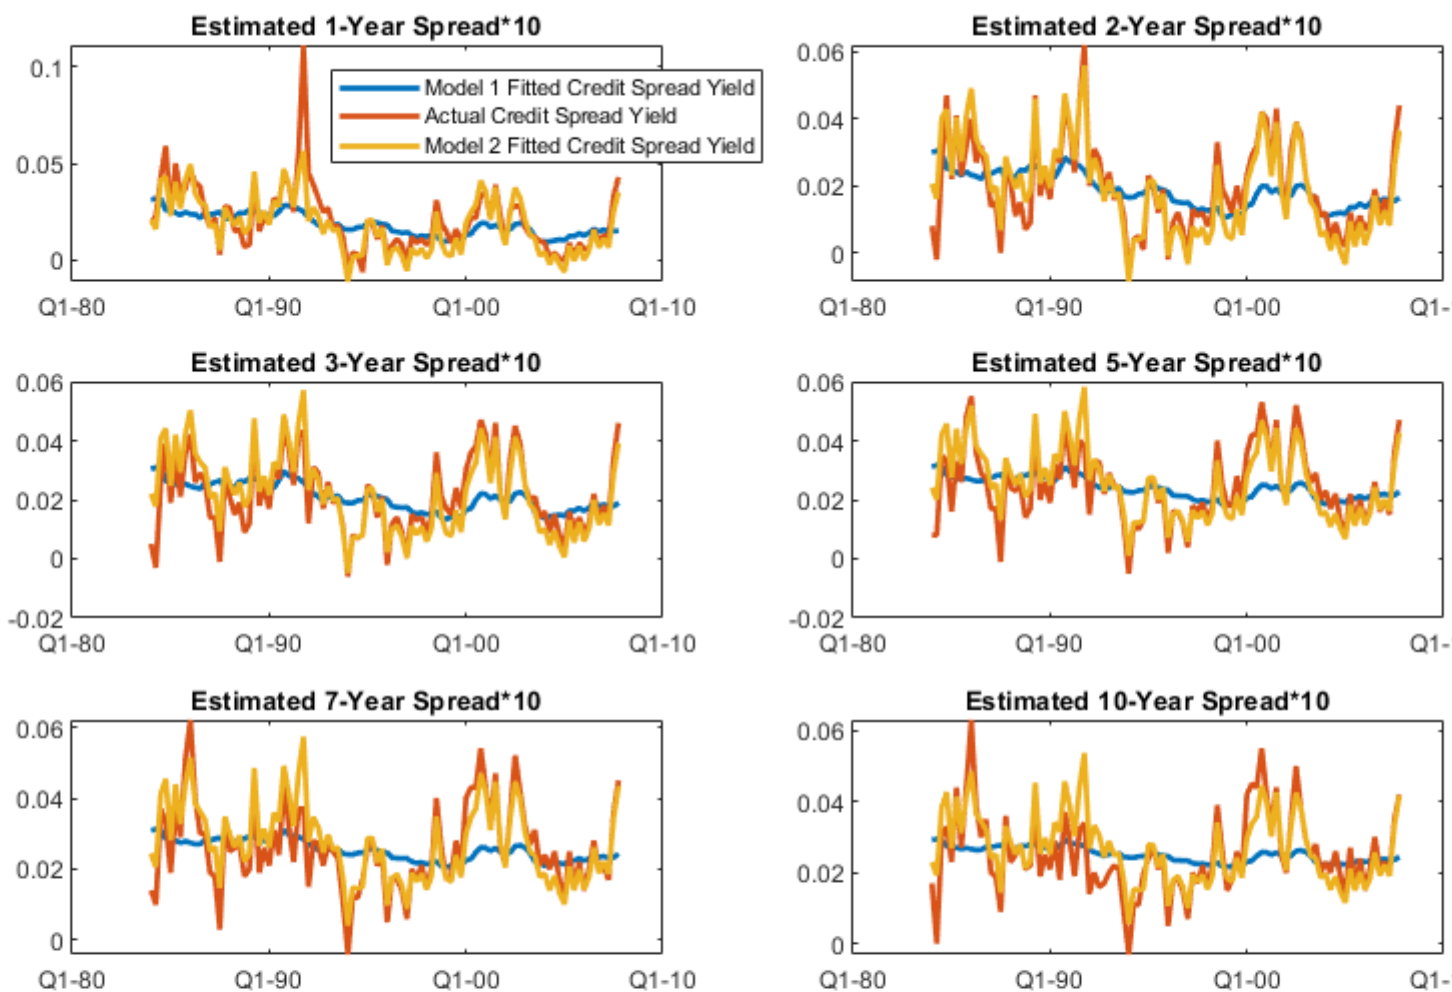 Estimated 1-Year Spread*10
0.1
0.05
0
Q1-80 Q1-90 Q1-00 Q1-10
Model 1 Fitted Credit Spread Yield
Actual Credit Spread Yield
Model 2 Fitted Credit Spread Yield
Estimated 2-Year Spread*10
0.06
0.04
0.02
0
Q1-80 Q1-90 Q1-00 Q1-
Estimated 3-Year Spread*10
0.06
0.04
0.02
0
-0.02
Q1-80 Q1-90 Q1-00 Q1-10
Estimated 5-Year Spread*10
0.06
0.04
0.02
0
-0.02
Q1-80 Q1-90 Q1-00 Q1-
Estimated 7-Year Spread*10
0.06
0.04
0.02
0
Q1-80 Q1-90 Q1-00 Q1-10
Estimated 10-Year Spread*10
0.06
0.04
0.02
0
Q1-80 Q1-90 Q1-00 Q1-